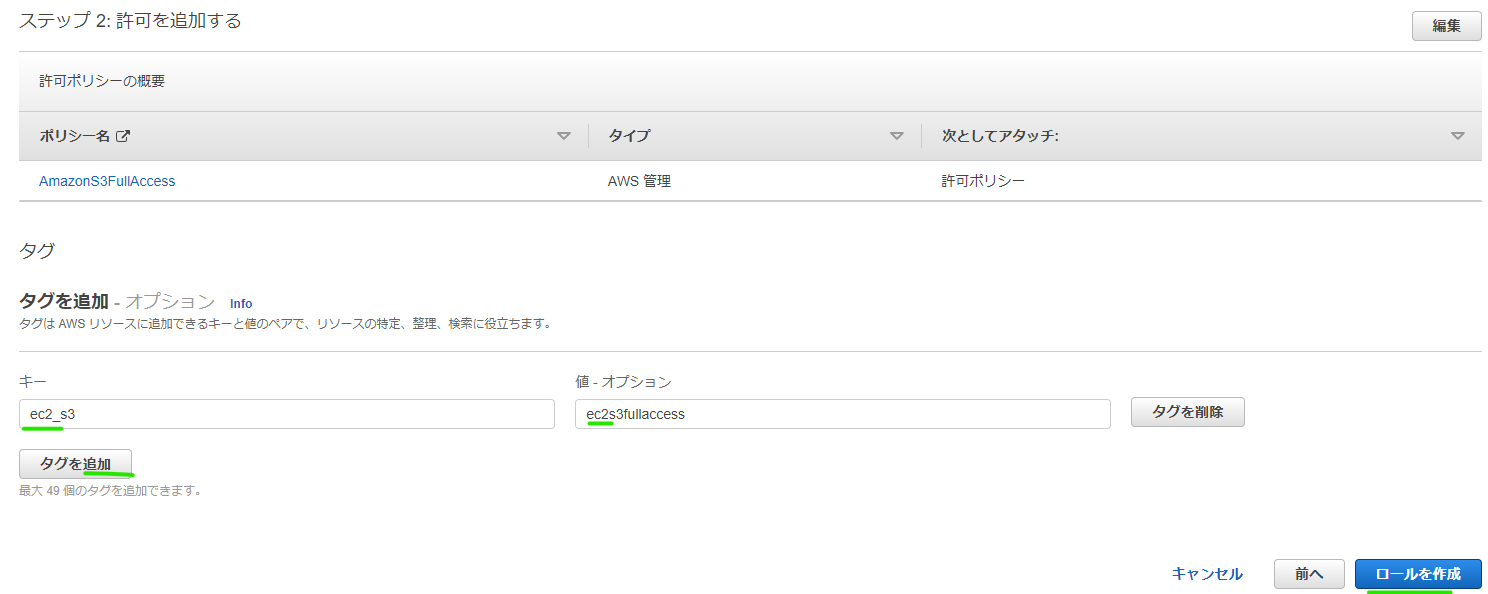 ステップ 2: 許可を追加する
編集
許可ポリシーの概要
ポリシー名 タイプ 次としてアタッチ:
AmazonS3FullAccess AWS 管理 許可ポリシー
タグ
タグを追加 - オプション Info
タグは AWS リソースに追加できるキーと値のペアで、リソースの特定、整理、検索に役立ちます。
キー 値 - オプション
ec2_s3 ec2s3fullaccess タグを削除
タグを追加
最大 49 個のタグを追加できます。
キャンセル 前へ ロールを作成